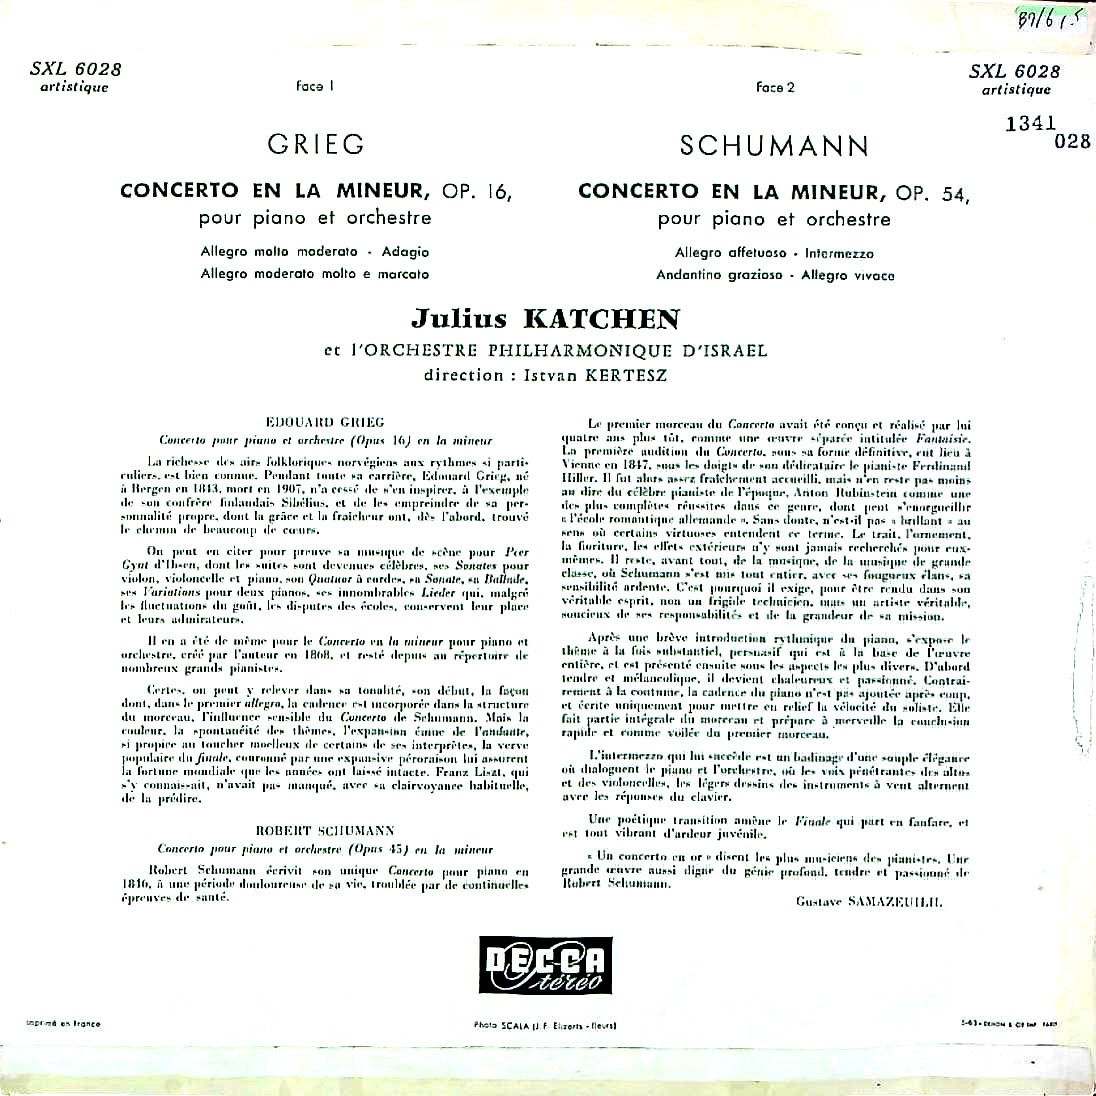 87/6 1 5
SXL 6028
artistique
Face 1
Face 2
SXL 6028
artistique
1341
028
GRIEG
CONCERTO EN LA MINEUR, OP. 16,
pour piano et orchestre
Allegro molto moderato - Adagio
Allegro moderato molto e marcato
SCHUMANN
CONCERTO EN LA MINEUR, OP. 54,
pour piano et orchestre
Allegro affetuoso - Intermezzo
Andantino grazioso - Allegro vivace
Julius KATCHEN
et l'ORCHESTRE PHILHARMONIQUE D'ISRAEL
direction : Istvan KERTESZ
EDOUARD GRIEG
Concerto pour piano et orchestre (Opus 16) en la mineur
La richesse des airs folkloriques norvégiens aux rythmes si parti-
culiers, est bien connue. Pendant toute sa carrière, Edouard Grieg, né
à Bergen en 1843, mort en 1907, n'a cessé de s'en inspirer, à l'exemple
de son confrère finlandais Sibélius, et de les empreindre de sa per-
sonnalité propre, dont la grâce et la fraîcheur ont, dès l'abord, trouvé
le chemin de beaucoup de cœurs.
On peut en citer pour preuve sa musique de scène pour Peer
Gynt d'Ibsen, dont les suites sont devenues célèbres, ses Sonates pour
violon, violoncelle et piano, son Quatuor à cordes, sa Sonate, sa Ballade,
ses Variations pour deux pianos, ses innombrables Lieder qui, malgré
les fluctuations du goût, les disputes des écoles, conservent leur place
et leurs admirateurs.
Il en a été de même pour le Concerto en la mineur pour piano et
orchestre, créé par l'auteur en 1868, et resté depuis au répertoire de
nombreux grands pianistes.
Certes, on peut y relever dans sa tonalité, son début, la façon
dont, dans le premier allegro, la cadence est incorporée dans la structure
du morceau, l'influence sensible du Concerto de Schumann. Mais la
couleur, la spontanéité des thèmes, l'expansion émue de l'andante,
si propice au toucher moelleux de certains de ses interprètes, la verve
populaire du finale, couronné par une expansive péroraison lui assurent
la fortune mondiale que les années ont laissé intacte. Franz Liszt, qui
s'y connaissait, n'avait pas manqué, avec sa clairvoyance habituelle,
de la prédire.
ROBERT SCHUMANN
Concerto pour piano et orchestre (Opus 45) en la mineur
Robert Schumann écrivit son unique Concerto pour piano en
1846, à une période douloureuse de sa vie, troublée par de continuelles
épreuves de santé.
Le premier morceau du Concerto avait été conçu et réalisé par lui
quatre ans plus tôt, comme une œuvre séparée intitulée Fantaisie.
La première audition du Concerto, sous sa forme définitive, eut lieu à
Vienne en 1847, sous les doigts de son dédicataire le pianiste Ferdinand
Hiller. Il fut alors assez fraîchement accueilli, mais n'en reste pas moins
au dire du célèbre pianiste de l'époque, Anton Rubinstein comme une
des plus complètes réussites dans ce genre, dont peut s'enorgueillir
« l'école romantique allemande ». Sans doute, n'est-il pas « brillant » au
sens où certains virtuoses entendent ce terme. Le trait, l'ornement,
la fioriture, les effets extérieurs n'y sont jamais recherchés pour eux-
mêmes. Il reste, avant tout, de la musique, de la musique de grande
classe, où Schumann s'est mis tout entier, avec ses fougueux élans, sa
sensibilité ardente. C'est pourquoi il exige, pour être rendu dans son
véritable esprit, non un frigide technicien, mais un artiste véritable,
soucieux de ses responsabilités et de la grandeur de sa mission.
Après une brève introduction rythmique du piano, s'expose le
thème à la fois substantiel, persuasif qui est à la base de l'œuvre
entière, et est présenté ensuite sous les aspects les plus divers. D'abord
tendre et mélancolique, il devient chaleureux et passionné. Contrai-
rement à la coutume, la cadence du piano n'est pas ajoutée après coup,
et écrite uniquement pour mettre en relief la vélocité du soliste. Elle
fait partie intégrale du morceau et prépare à merveille la conclusion
rapide et comme voilée du premier morceau.
L'intermezzo qui lui succède est un badinage d'une souple élégance
où dialoguent le piano et l'orchestre, où les voix pénétrantes des altos
et des violoncelles, les légers dessins des instruments à vent alternent
avec les réponses du clavier.
Une poétique transition amène le Finale qui part en fanfare, et
est tout vibrant d'ardeur juvénile.
« Un concerto en or » disent les plus musiciens des pianistes. Une
grande œuvre aussi digne du génie profond, tendre et passionné de
Robert Schumann.
Gustave SAMAZEUILH.
DECCA
Stéréo
imprimé en France
Photo SCALA (J. F. Elizerts - fleurs)
5-63 - DEHON & Cie IMP. PARIS